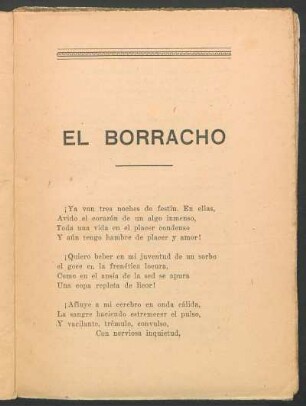 EL BORRACHO
¡Ya von tres noches de festín. En ellas,
Avido el corazón de un algo inmenso,
Toda una vida en el placer condenso
Y aún tengo hambre de placer y amor!
¡Quiero beber en mi juventud de un sorbo
el goce en la frenética locura,
Como en el ansia de la sed se apura
Una copa repleta de licor!
¡Afluye a mi cerebro en onda cálida,
La sangre haciendo estremecer el pulso,
Y vacilante, trémulo, convulso,
Con nerviosa inquietud,